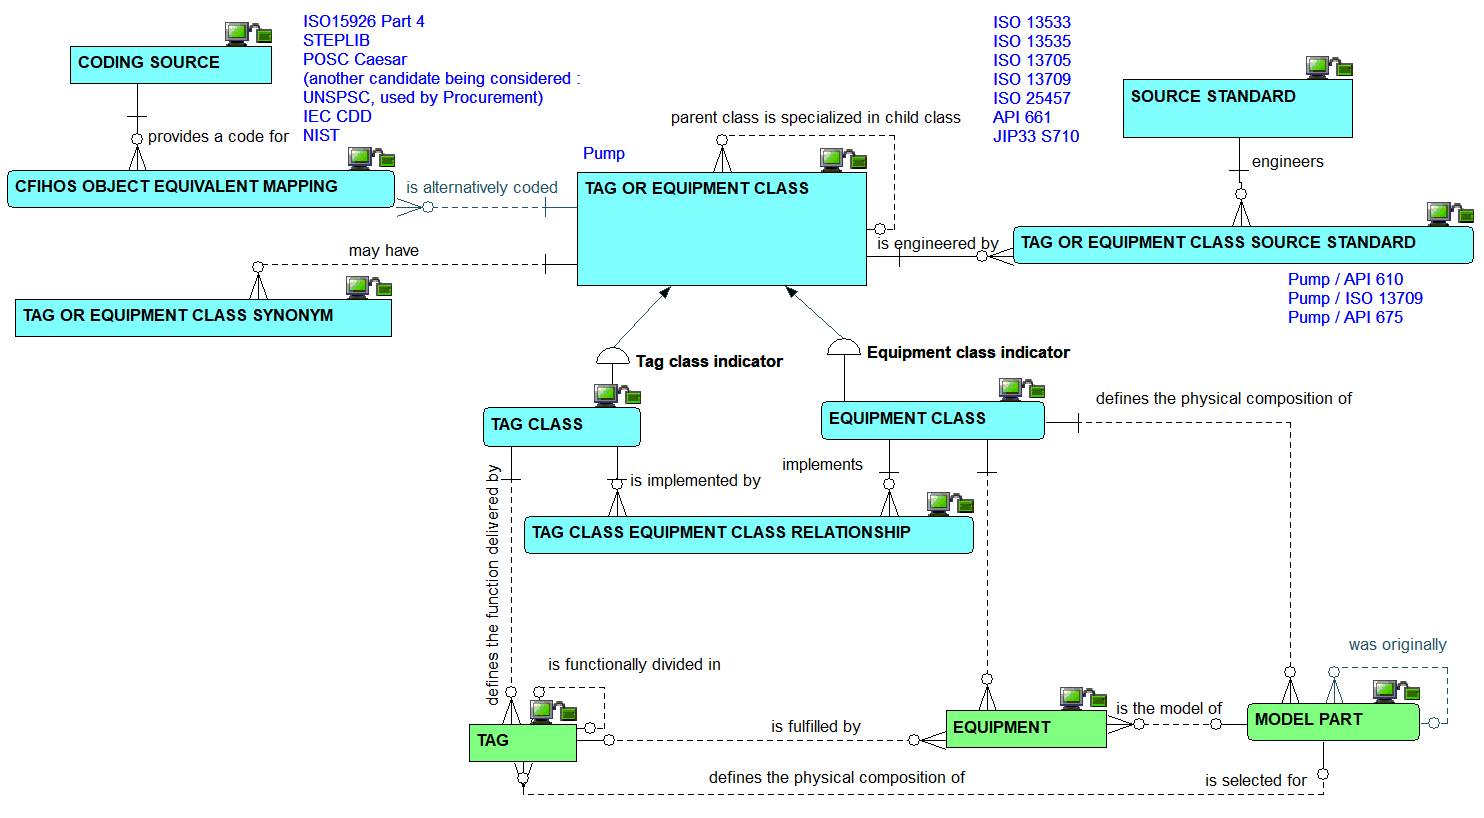 ISO15926 Part 4
STEPLIB
POSC Caesar
(another candidate being considered :
UNSPSC, used by Procurement)
IEC CDD
NIST
CODING SOURCE
provides a code for
CFIHOS OBJECT EQUIVALENT MAPPING
is alternatively coded
may have
TAG OR EQUIPMENT CLASS SYNONYM
Pump
TAG OR EQUIPMENT CLASS
parent class is specialized in child class
ISO 13533
ISO 13535
ISO 13705
ISO 13709
ISO 25457
API 661
JIP33 S710
SOURCE STANDARD
engineers
is engineered by
TAG OR EQUIPMENT CLASS SOURCE STANDARD
Pump / API 610
Pump / ISO 13709
Pump / API 675
Tag class indicator
Equipment class indicator
TAG CLASS
EQUIPMENT CLASS
defines the physical composition of
is implemented by
implements
TAG CLASS EQUIPMENT CLASS RELATIONSHIP
defines the function delivered by
is functionally divided in
was originally
TAG
is fulfilled by
EQUIPMENT
is the model of
MODEL PART
defines the physical composition of
is selected for